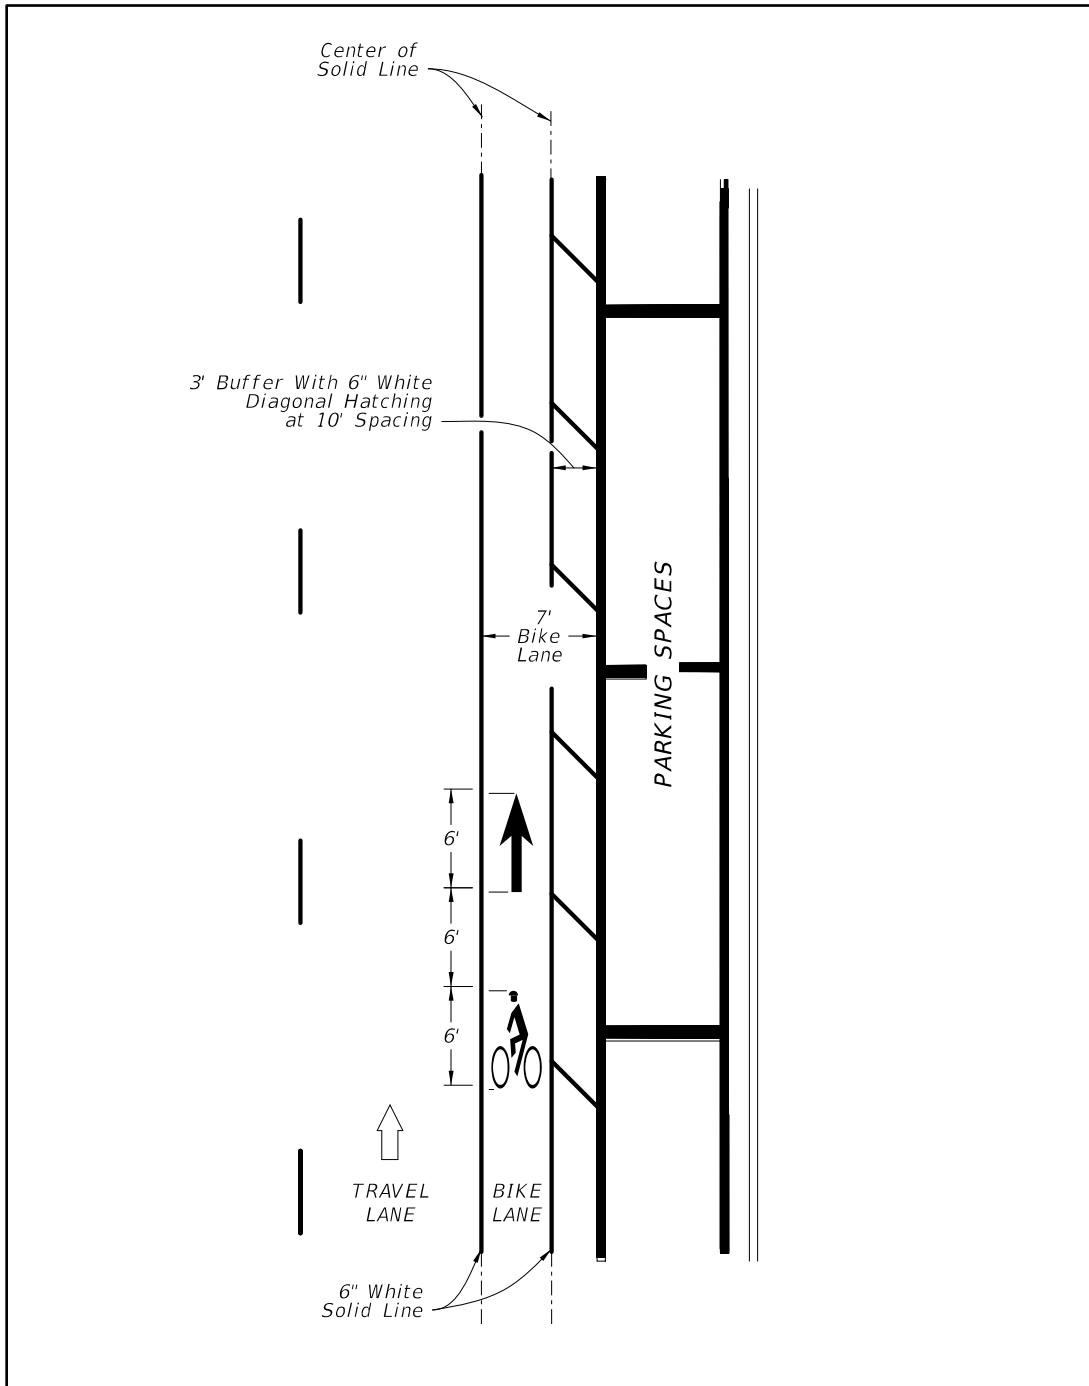 Center of
Solid Line
3' Buffer With 6" White
Diagonal Hatching
at 10' Spacing
7'
Bike
Lane
PARKING SPACES
6'
6'
6'
TRAVEL
LANE
BIKE
LANE
6" White
Solid Line